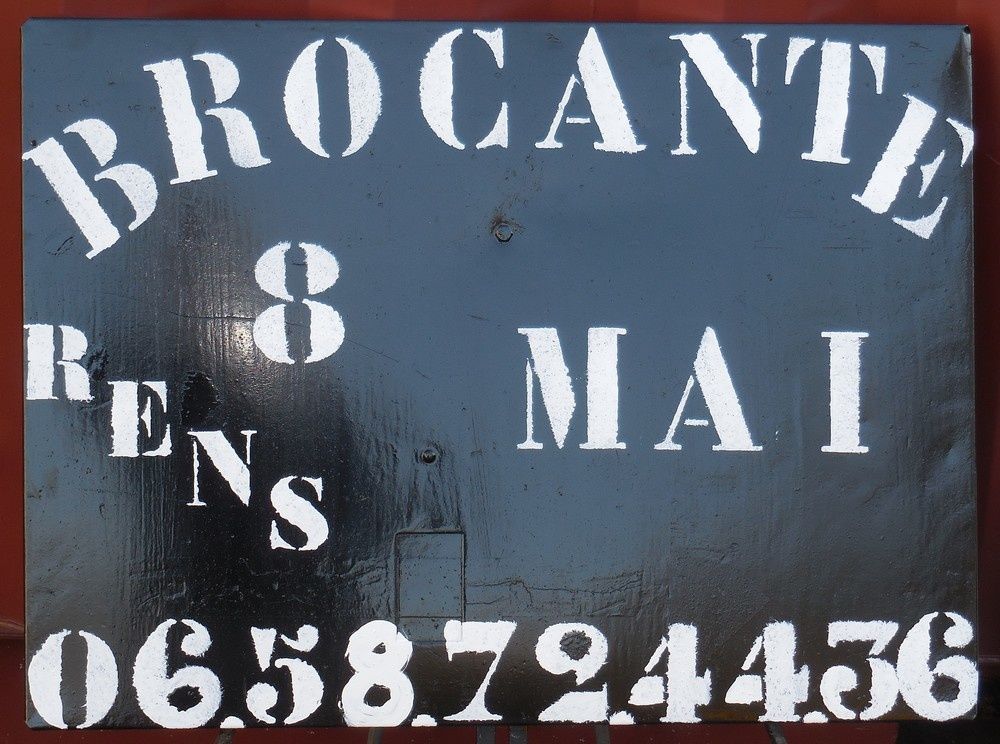 BROCANTE
8 MAI
RENS
06.58.72.44.36